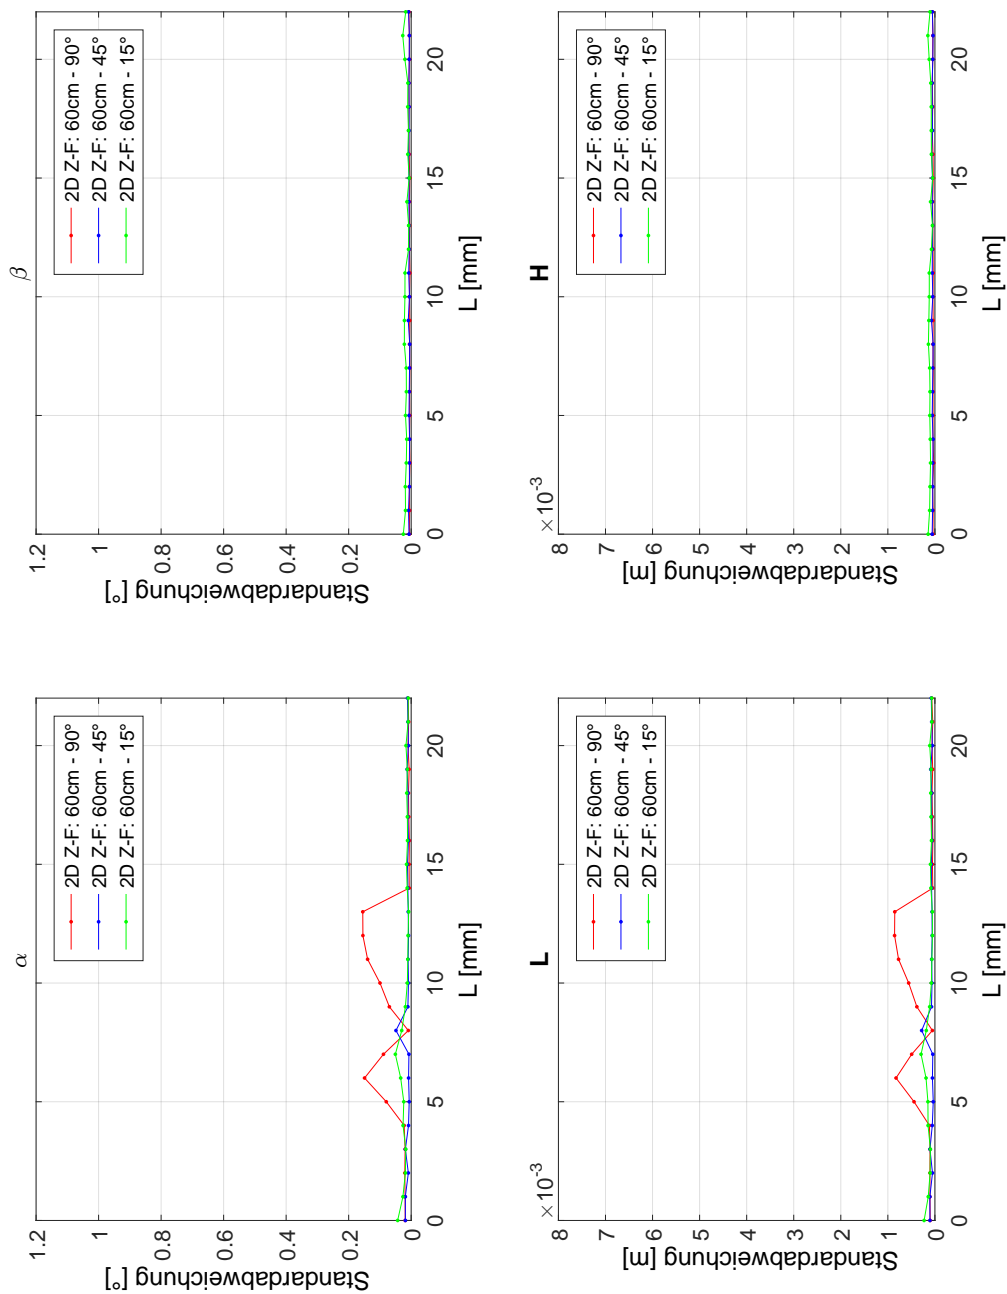 α
Standardabweichung [°]
1.2
1
0.8
0.6
0.4
0.2
0
0 5 10 15 20
L [mm]
2D Z-F: 60cm - 90°
2D Z-F: 60cm - 45°
2D Z-F: 60cm - 15°
β
Standardabweichung [°]
1.2
1
0.8
0.6
0.4
0.2
0
0 5 10 15 20
L [mm]
2D Z-F: 60cm - 90°
2D Z-F: 60cm - 45°
2D Z-F: 60cm - 15°
L
×10⁻³
Standardabweichung [m]
8
7
6
5
4
3
2
1
0
0 5 10 15 20
L [mm]
2D Z-F: 60cm - 90°
2D Z-F: 60cm - 45°
2D Z-F: 60cm - 15°
H
×10⁻³
Standardabweichung [m]
8
7
6
5
4
3
2
1
0
0 5 10 15 20
L [mm]
2D Z-F: 60cm - 90°
2D Z-F: 60cm - 45°
2D Z-F: 60cm - 15°